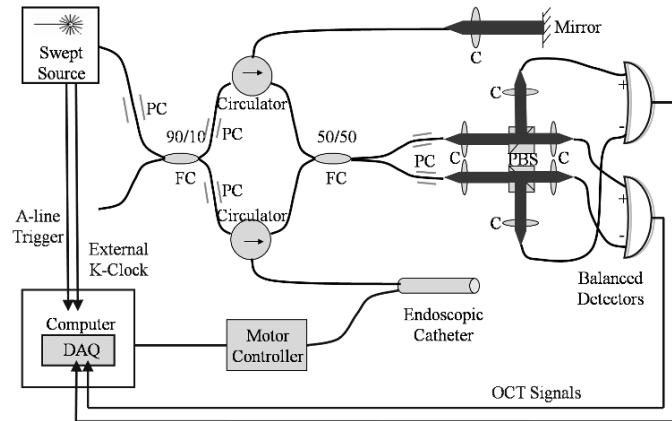 Swept
Source
PC
90/10
FC
PC
PC
Circulator
Circulator
50/50
FC
C
Mirror
PC
C
C
C
PBS
C
C
+
-
+
-
Balanced
Detectors
A-line
Trigger
External
K-Clock
Computer
DAQ
Motor
Controller
Endoscopic
Catheter
OCT Signals